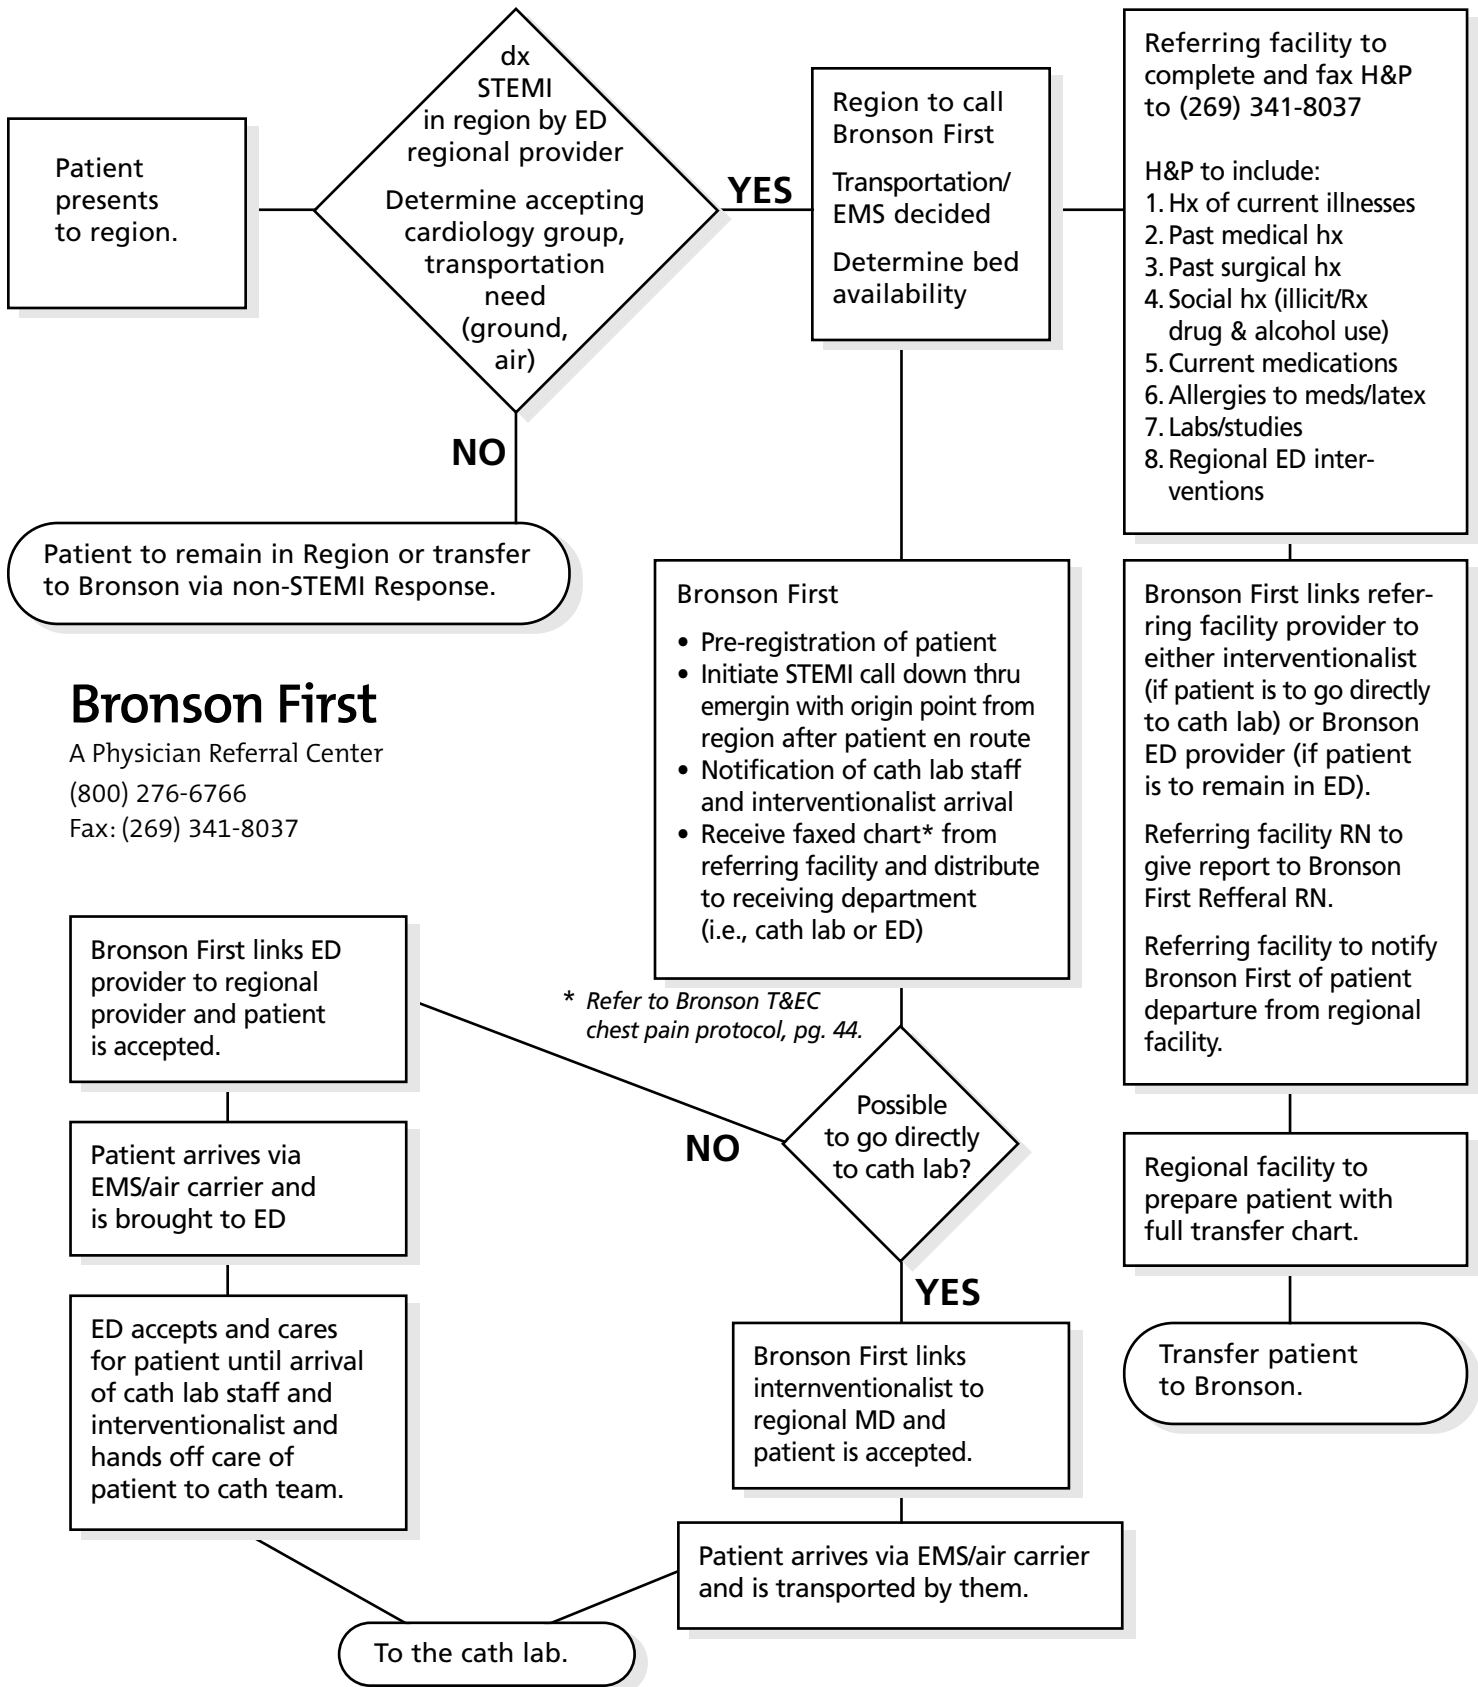 Patient
presents
to region.
dx
STEMI
in region by ED
regional provider
Determine accepting
cardiology group,
transportation
need
(ground,
air)
YES
NO
Patient to remain in Region or transfer
to Bronson via non-STEMI Response.
Region to call
Bronson First
Transportation/
EMS decided
Determine bed
availability
Referring facility to
complete and fax H&P
to (269) 341-8037
H&P to include:
1. Hx of current illnesses
2. Past medical hx
3. Past surgical hx
4. Social hx (illicit/Rx
drug & alcohol use)
5. Current medications
6. Allergies to meds/latex
7. Labs/studies
8. Regional ED inter-
ventions
Bronson First links refer-
ring facility provider to
either interventionalist
(if patient is to go directly
to cath lab) or Bronson
ED provider (if patient
is to remain in ED).
Referring facility RN to
give report to Bronson
First Refferal RN.
Referring facility to notify
Bronson First of patient
departure from regional
facility.
Regional facility to
prepare patient with
full transfer chart.
Transfer patient
to Bronson.
Bronson First
• Pre-registration of patient
• Initiate STEMI call down thru
emergin with origin point from
region after patient en route
• Notification of cath lab staff
and interventionalist arrival
• Receive faxed chart* from
referring facility and distribute
to receiving department
(i.e., cath lab or ED)
* Refer to Bronson T&EC
chest pain protocol, pg. 44.
Bronson First
A Physician Referral Center
(800) 276-6766
Fax: (269) 341-8037
Possible
to go directly
to cath lab?
NO
YES
Bronson First links ED
provider to regional
provider and patient
is accepted.
Patient arrives via
EMS/air carrier and
is brought to ED
ED accepts and cares
for patient until arrival
of cath lab staff and
interventionalist and
hands off care of
patient to cath team.
Bronson First links
internventionalist to
regional MD and
patient is accepted.
Patient arrives via EMS/air carrier
and is transported by them.
To the cath lab.